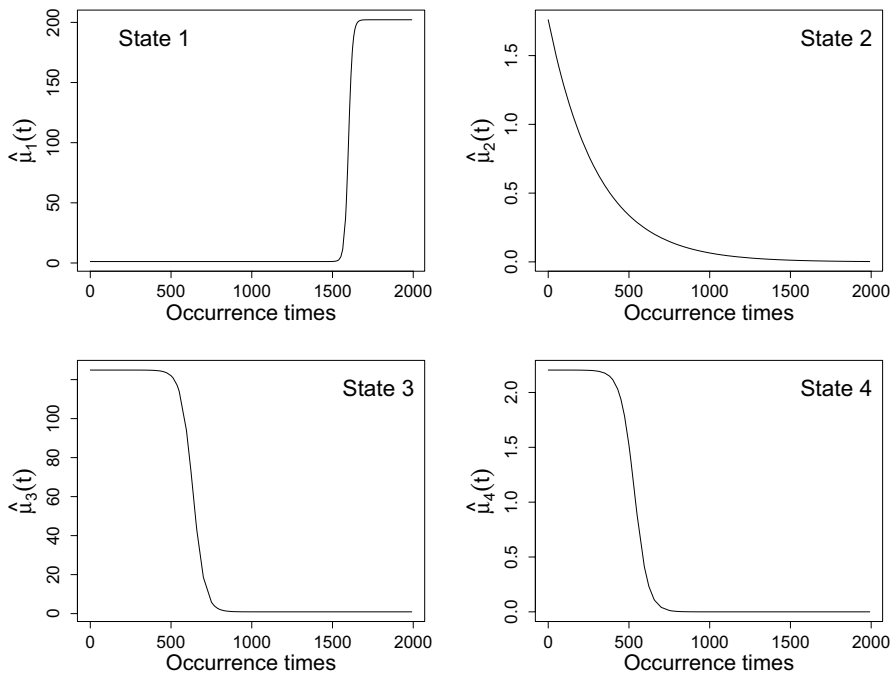 State 1
μ̂₁(t)
0 50 100 150 200
0 500 1000 1500 2000
Occurrence times
State 2
μ̂₂(t)
0.0 0.5 1.0 1.5
0 500 1000 1500 2000
Occurrence times
State 3
μ̂₃(t)
0 20 40 60 80 100
0 500 1000 1500 2000
Occurrence times
State 4
μ̂₄(t)
0.0 0.5 1.0 1.5 2.0
0 500 1000 1500 2000
Occurrence times